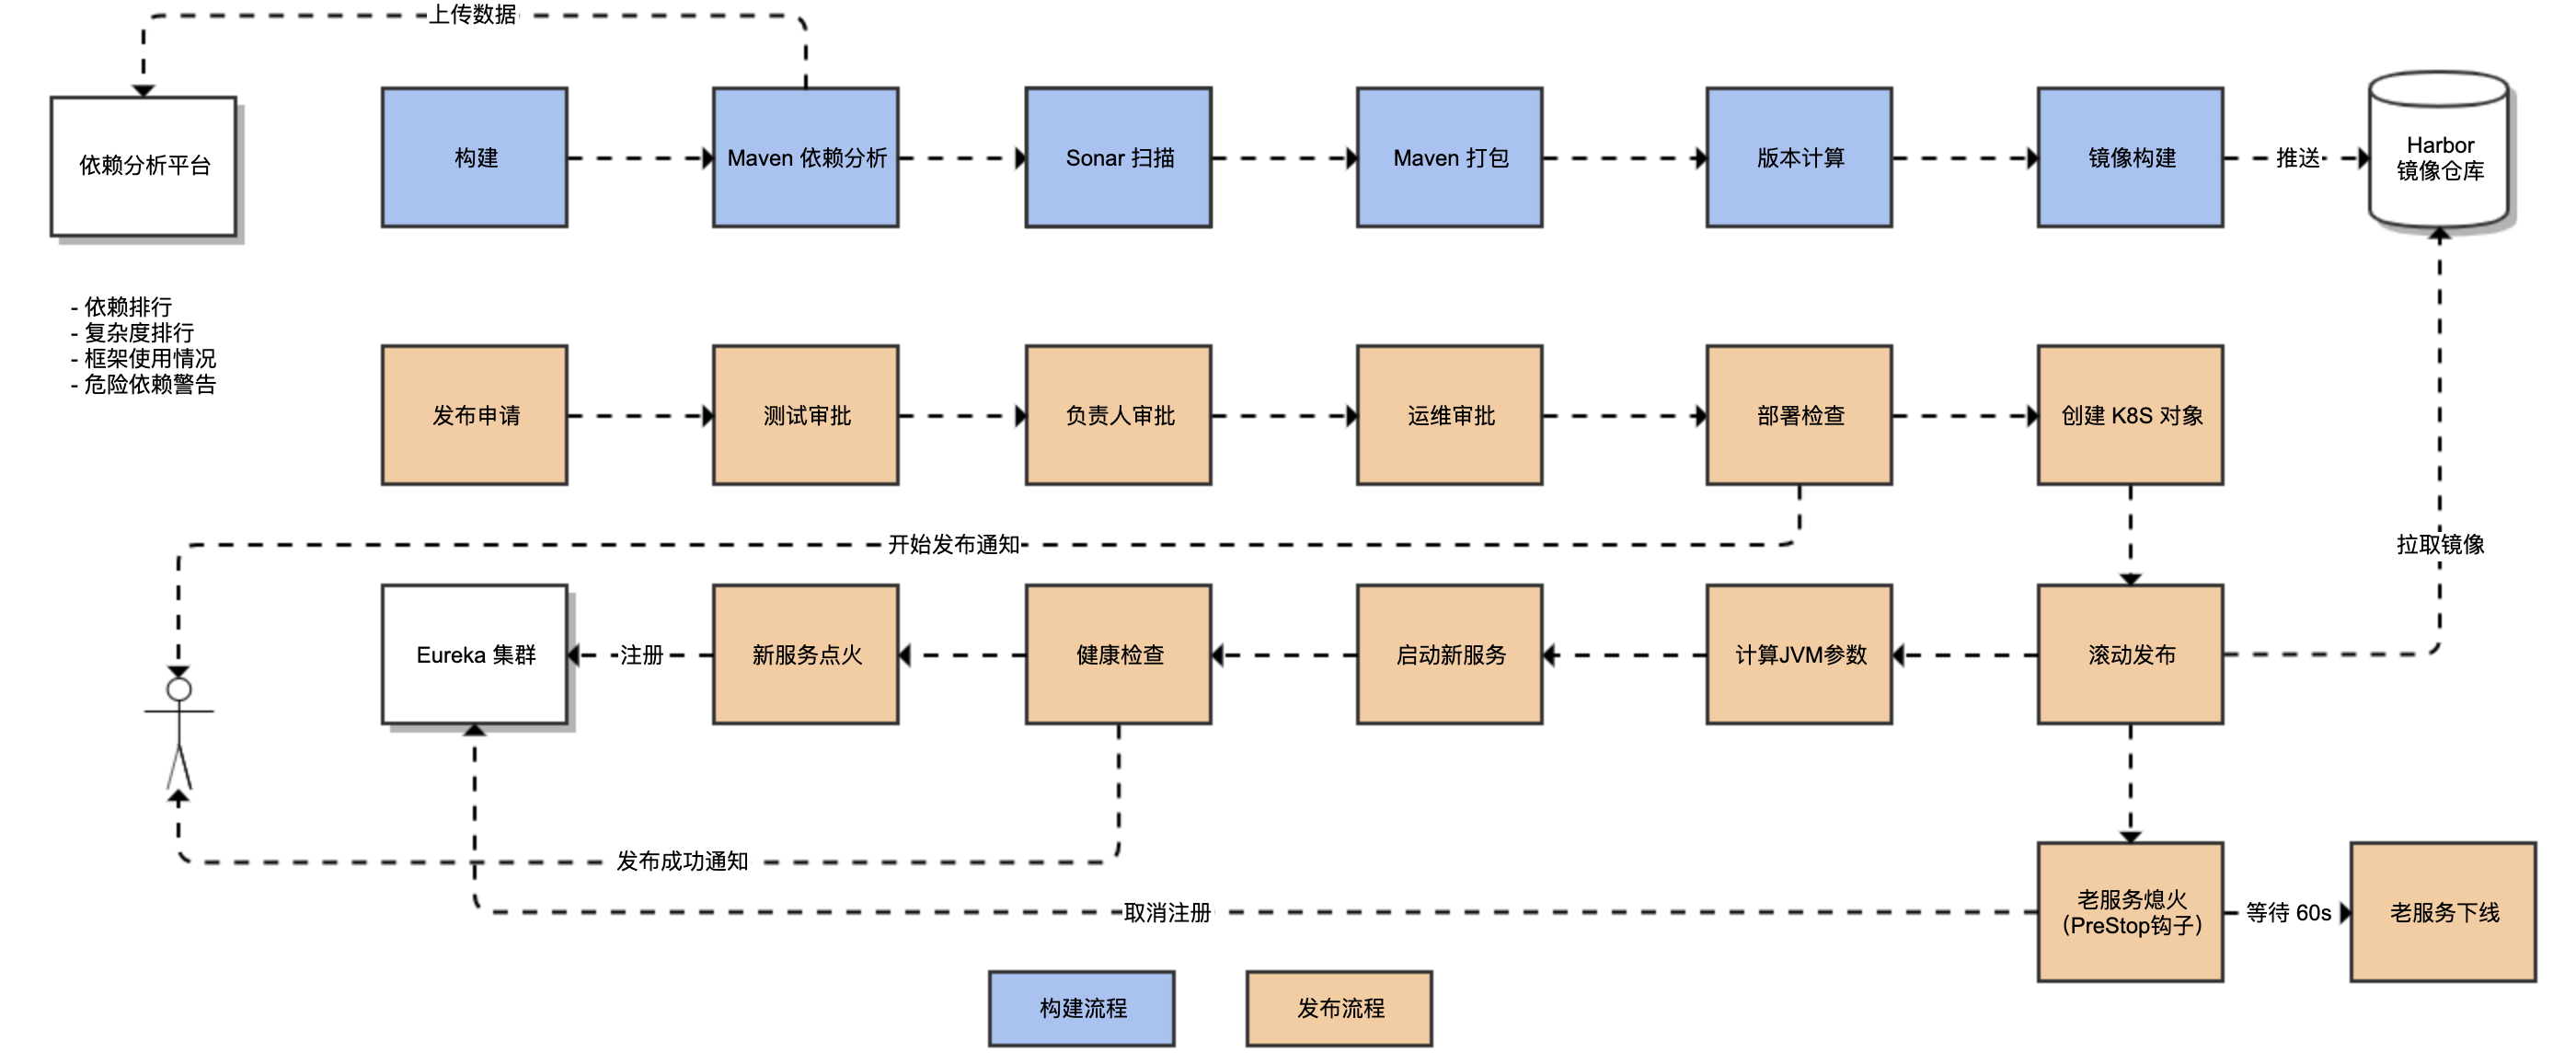 上传数据
依赖分析平台
构建
Maven 依赖分析
Sonar 扫描
Maven 打包
版本计算
镜像构建
推送
Harbor
镜像仓库
- 依赖排行
- 复杂度排行
- 框架使用情况
- 危险依赖警告
发布申请
测试审批
负责人审批
运维审批
部署检查
创建 K8S 对象
开始发布通知
拉取镜像
Eureka 集群
注册
新服务点火
健康检查
启动新服务
计算JVM参数
滚动发布
发布成功通知
取消注册
老服务熄火
（PreStop钩子）
等待 60s
老服务下线
构建流程
发布流程